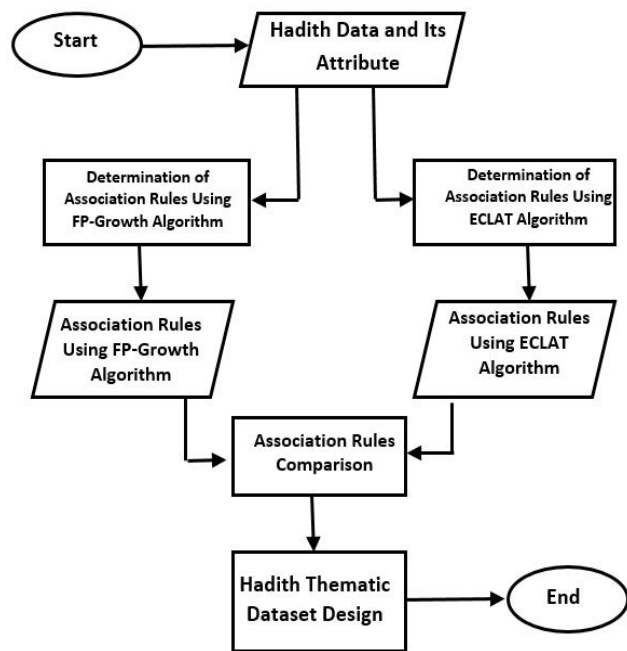 Start
Hadith Data and Its
Attribute
Determination of
Association Rules Using
FP-Growth Algorithm
Determination of
Association Rules Using
ECLAT Algorithm
Association Rules
Using FP-Growth
Algorithm
Association Rules
Using ECLAT
Algorithm
Association Rules
Comparison
Hadith Thematic
Dataset Design
End